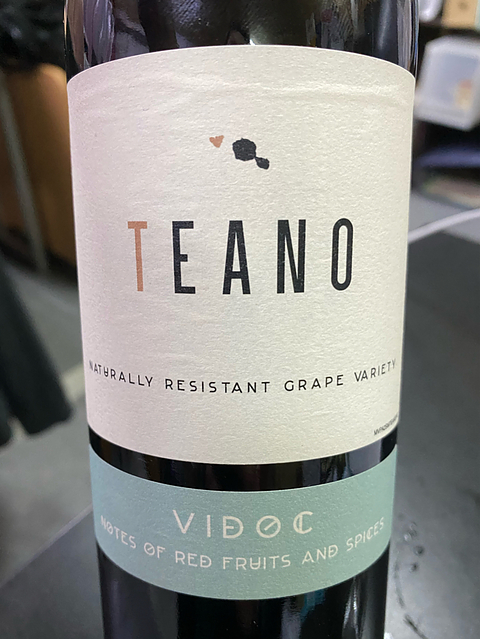 TEANO
NATURALLY RESISTANT GRAPE VARIETY
VIDOC
NOTES OF RED FRUITS AND SPICES